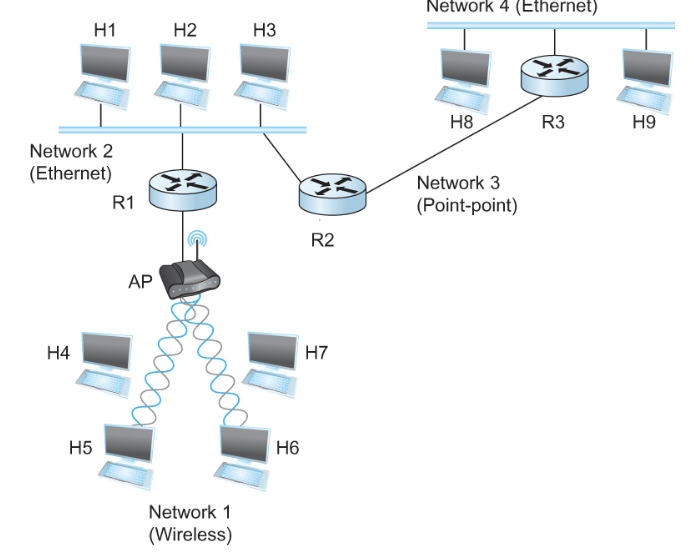 Network 4 (Ethernet)
H1
H2
H3
H8
R3
H9
Network 2
(Ethernet)
R1
R2
Network 3
(Point-point)
AP
H4
H7
H5
H6
Network 1
(Wireless)